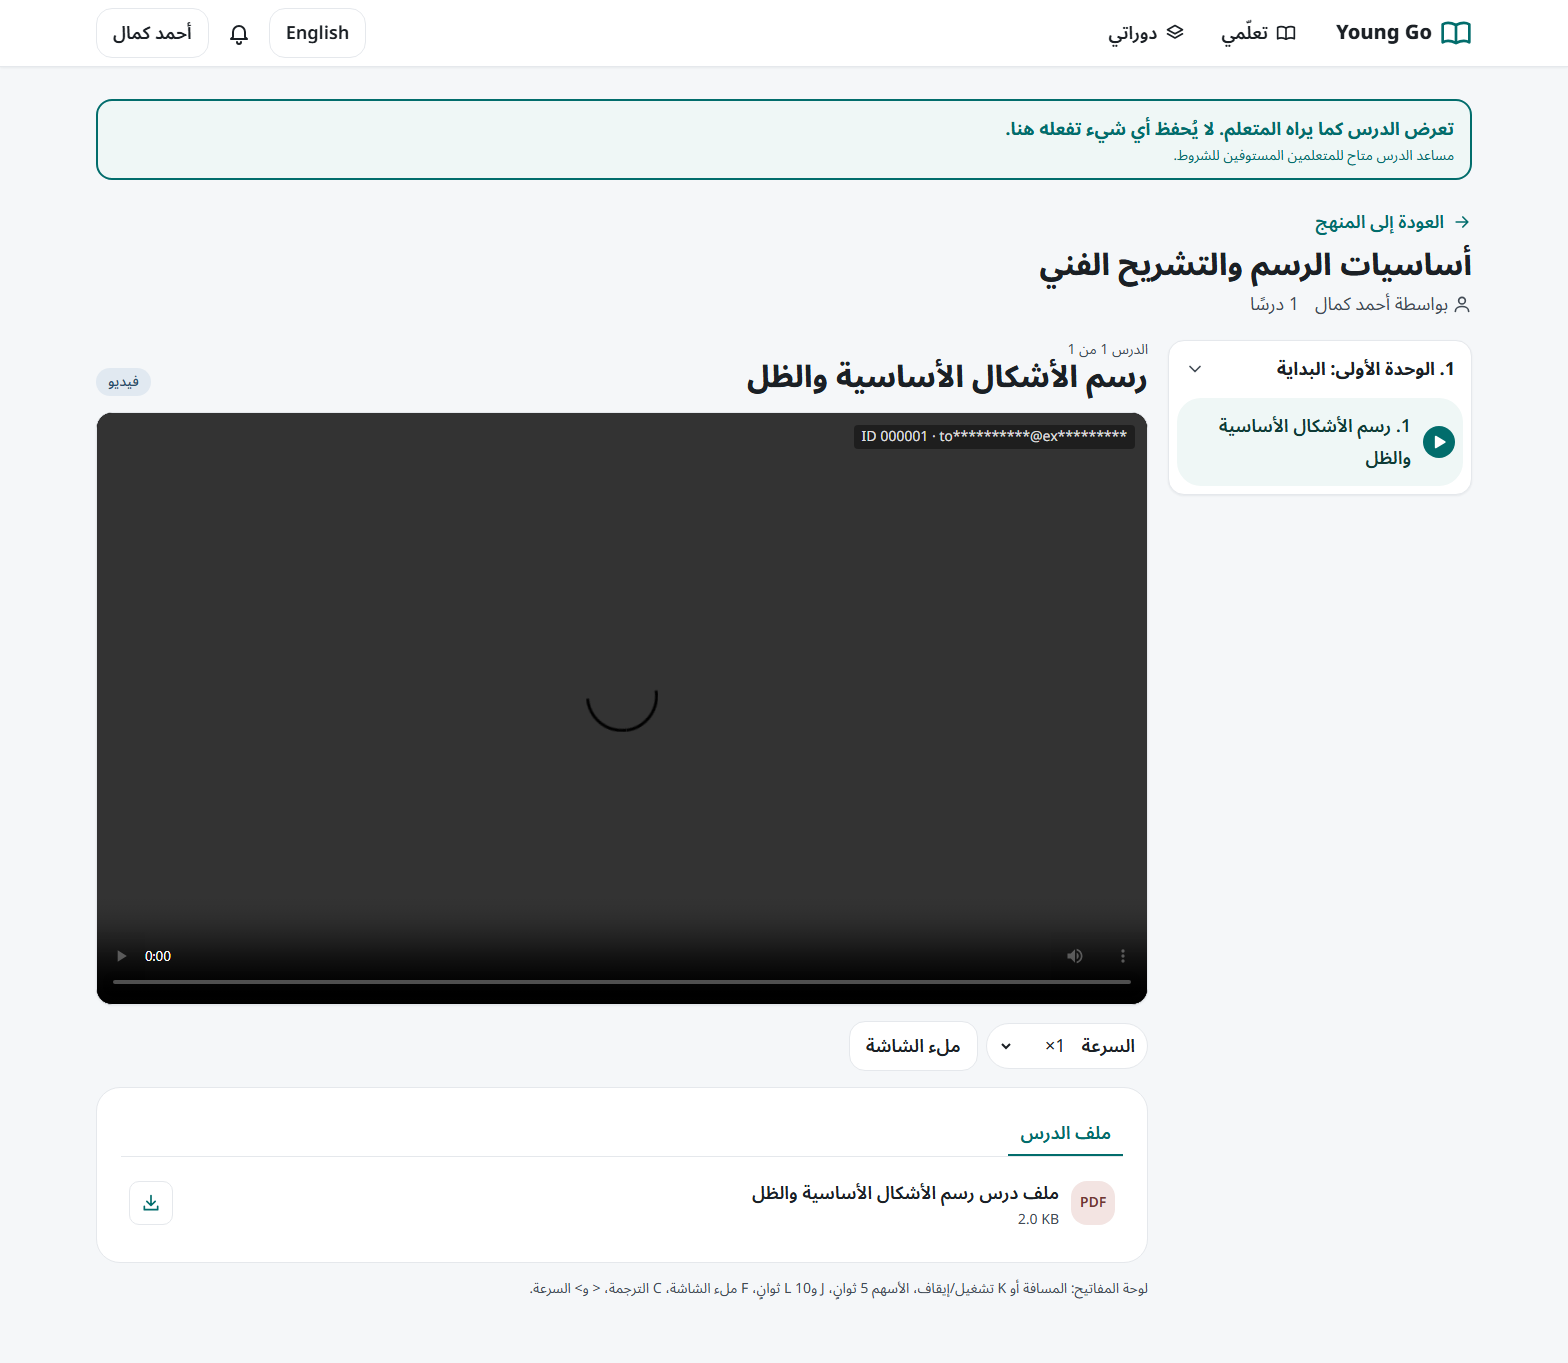 Young Go
تعلّمي
دوراتي
English
أحمد كمال
تعرض الدرس كما يراه المتعلم. لا يُحفظ أي شيء تفعله هنا.
مساعد الدرس متاح للمتعلمين المستوفين للشروط.
العودة إلى المنهج
أساسيات الرسم والتشريح الفني
بواسطة أحمد كمال 1 درسًا
1. الوحدة الأولى: البداية
1. رسم الأشكال الأساسية
والظل
الدرس 1 من 1
رسم الأشكال الأساسية والظل
فيديو
ID 000001 · to**********@ex*********
0:00
السرعة 1×
ملء الشاشة
ملف الدرس
PDF
ملف درس رسم الأشكال الأساسية والظل
2.0 KB
لوحة المفاتيح: المسافة أو K تشغيل/إيقاف، الأسهم 5 ثوانٍ، J وL 10 ثوانٍ، F ملء الشاشة، C الترجمة، < و> السرعة.